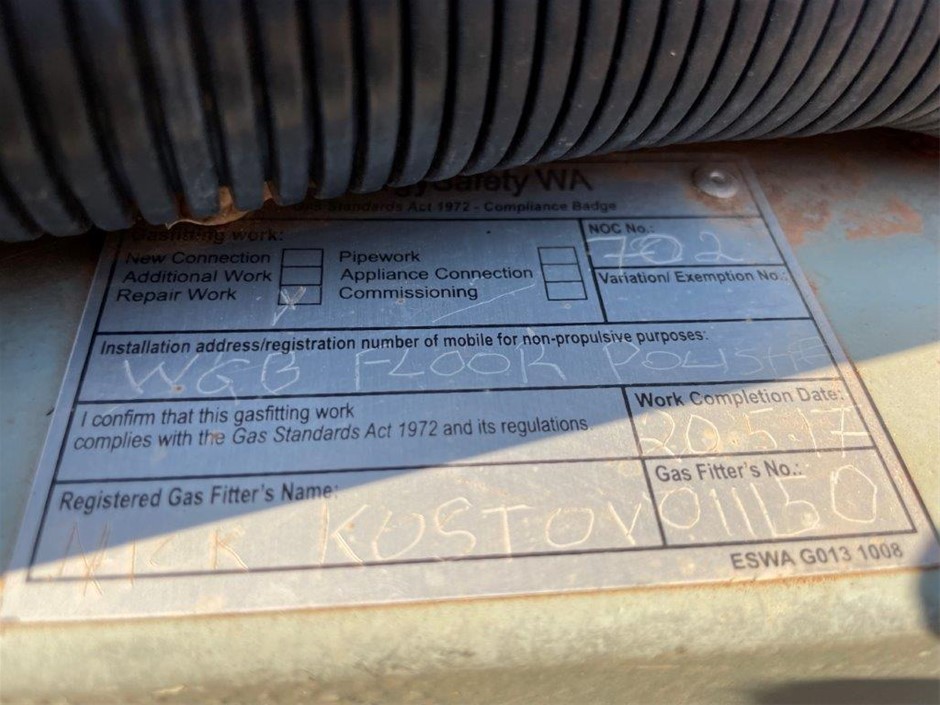 Safety WA
Gas Standards Act 1972 - Compliance Badge
Gasfitting work:
New Connection
Additional Work
Repair Work
Pipework
Appliance Connection
Commissioning
NOC No.:
702
Variation/ Exemption No.:
Installation address/registration number of mobile for non-propulsive purposes:
WGB FLOOR
I confirm that this gasfitting work
complies with the Gas Standards Act 1972 and its regulations.
Work Completion Date:
20.5.17
Registered Gas Fitter's Name:
KOSTOV
Gas Fitter's No.:
011150
ESWA G013 1008